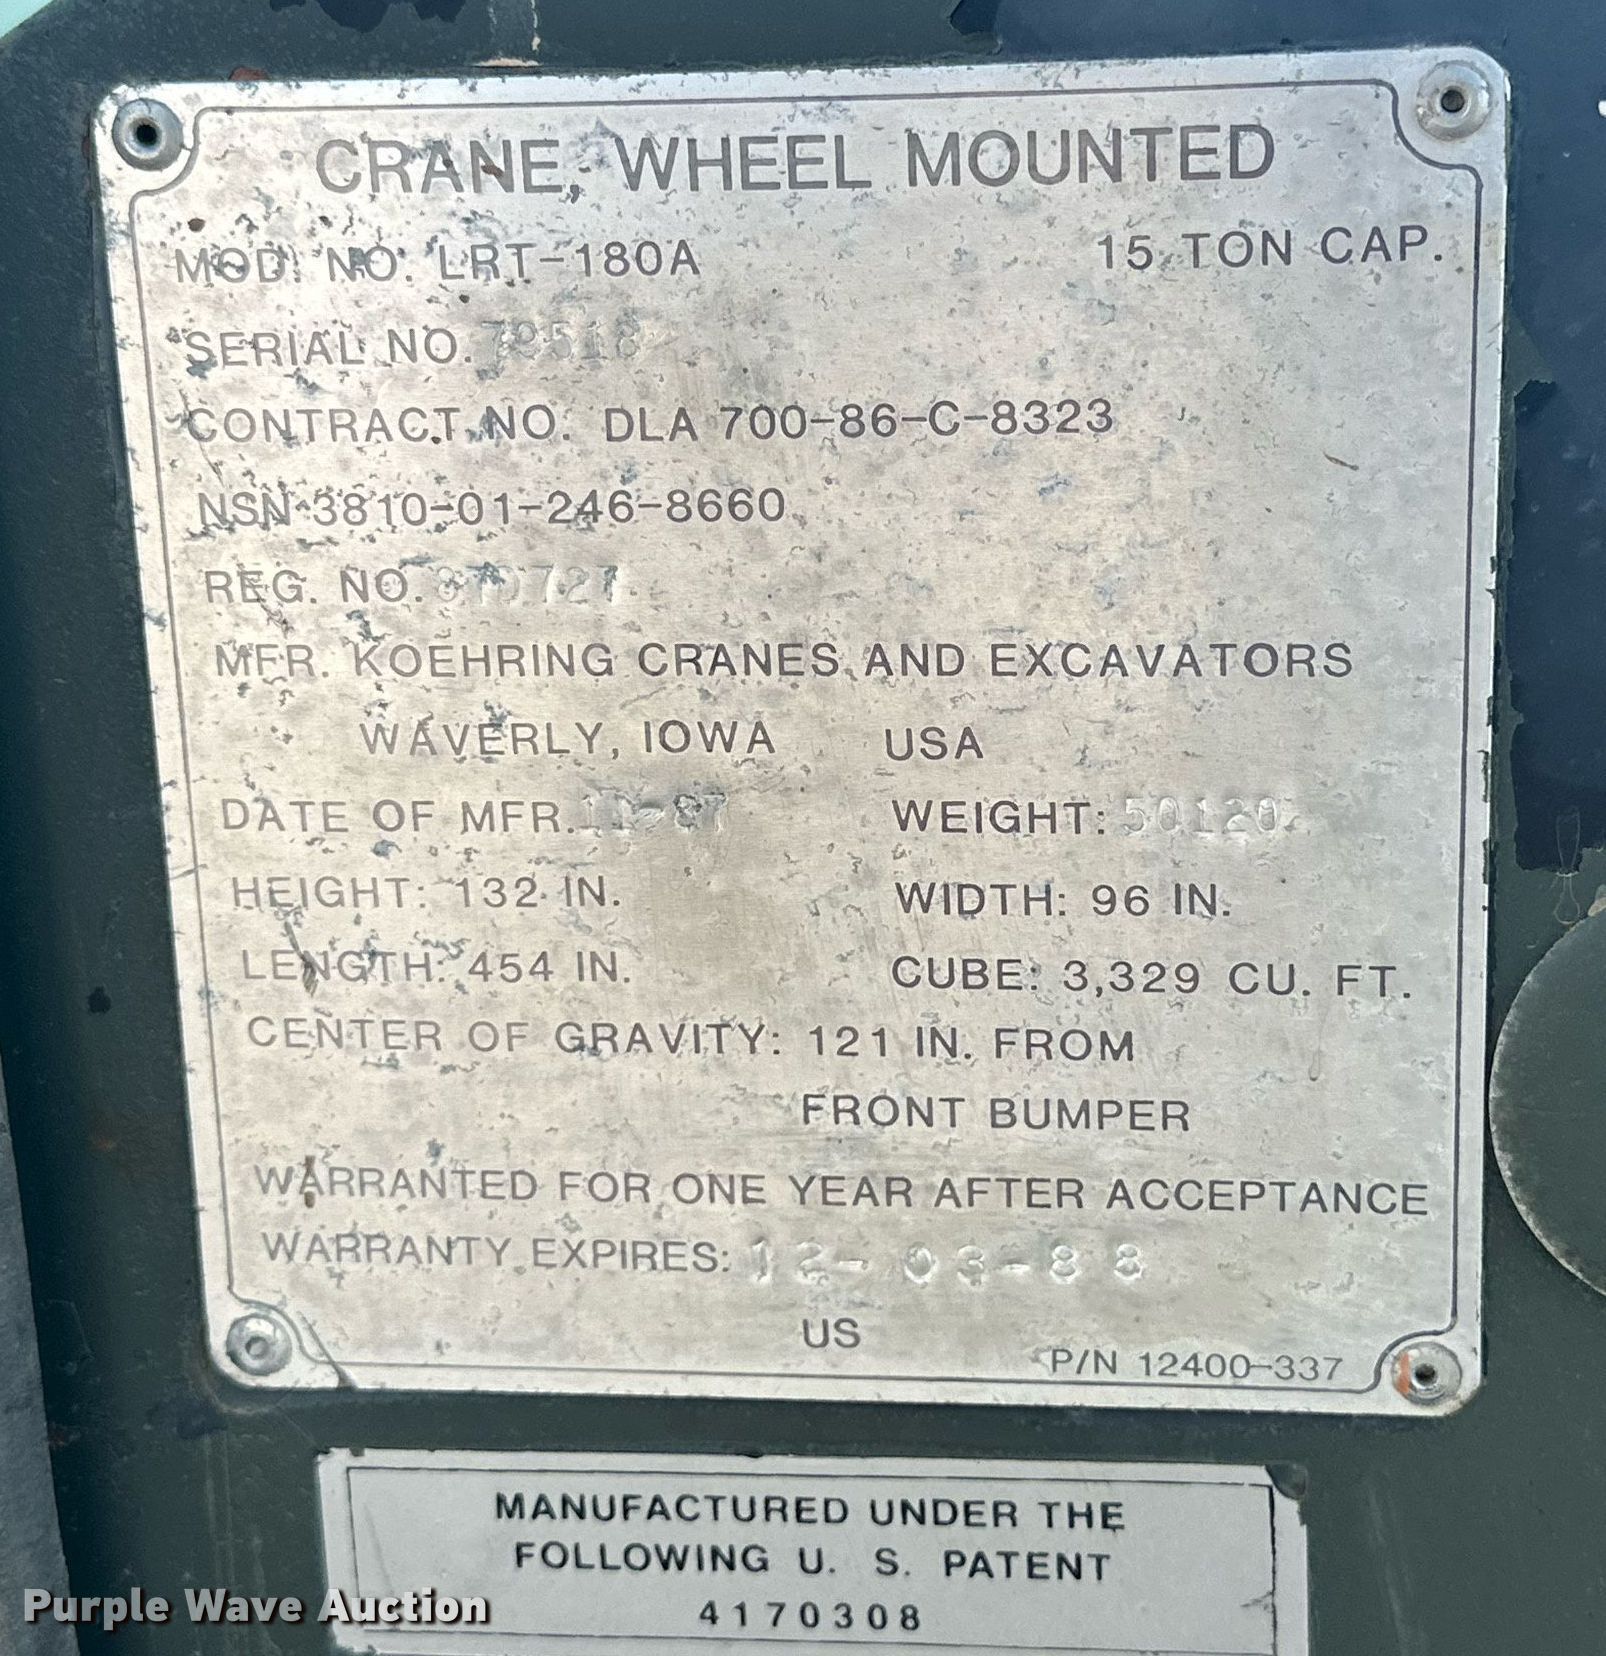 CRANE, WHEEL MOUNTED
MOD. NO. LRT-180A 15 TON CAP.
SERIAL NO.
CONTRACT NO. DLA 700-86-C-8323
NSN 3810-01-246-8660
REG. NO.
MFR. KOEHRING CRANES AND EXCAVATORS
WAVERLY, IOWA USA
DATE OF MFR. 11-87 WEIGHT: 50120
HEIGHT: 132 IN. WIDTH: 96 IN.
LENGTH: 454 IN. CUBE: 3,329 CU. FT.
CENTER OF GRAVITY: 121 IN. FROM
FRONT BUMPER
WARRANTED FOR ONE YEAR AFTER ACCEPTANCE
WARRANTY EXPIRES: 12-03-88
US
P/N 12400-337
MANUFACTURED UNDER THE
FOLLOWING U. S. PATENT
4170308
Purple Wave Auction